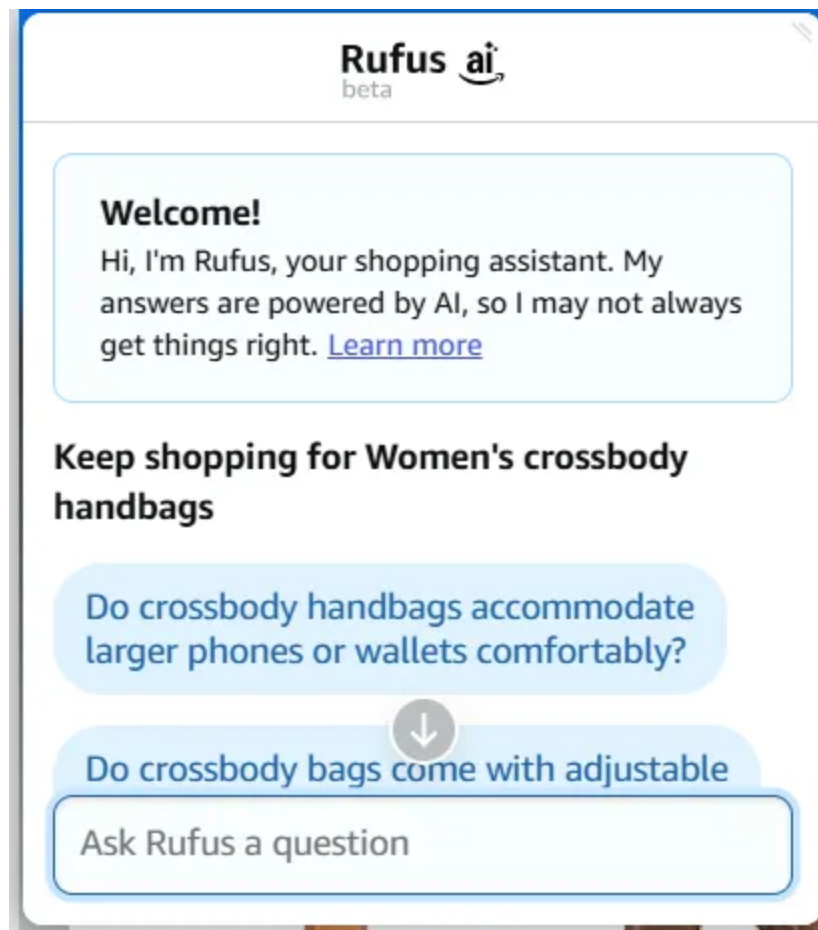 Rufus ai
beta
Welcome!
Hi, I'm Rufus, your shopping assistant. My
answers are powered by AI, so I may not always
get things right. Learn more
Keep shopping for Women's crossbody
handbags
Do crossbody handbags accommodate
larger phones or wallets comfortably?
Do crossbody bags come with adjustable
Ask Rufus a question